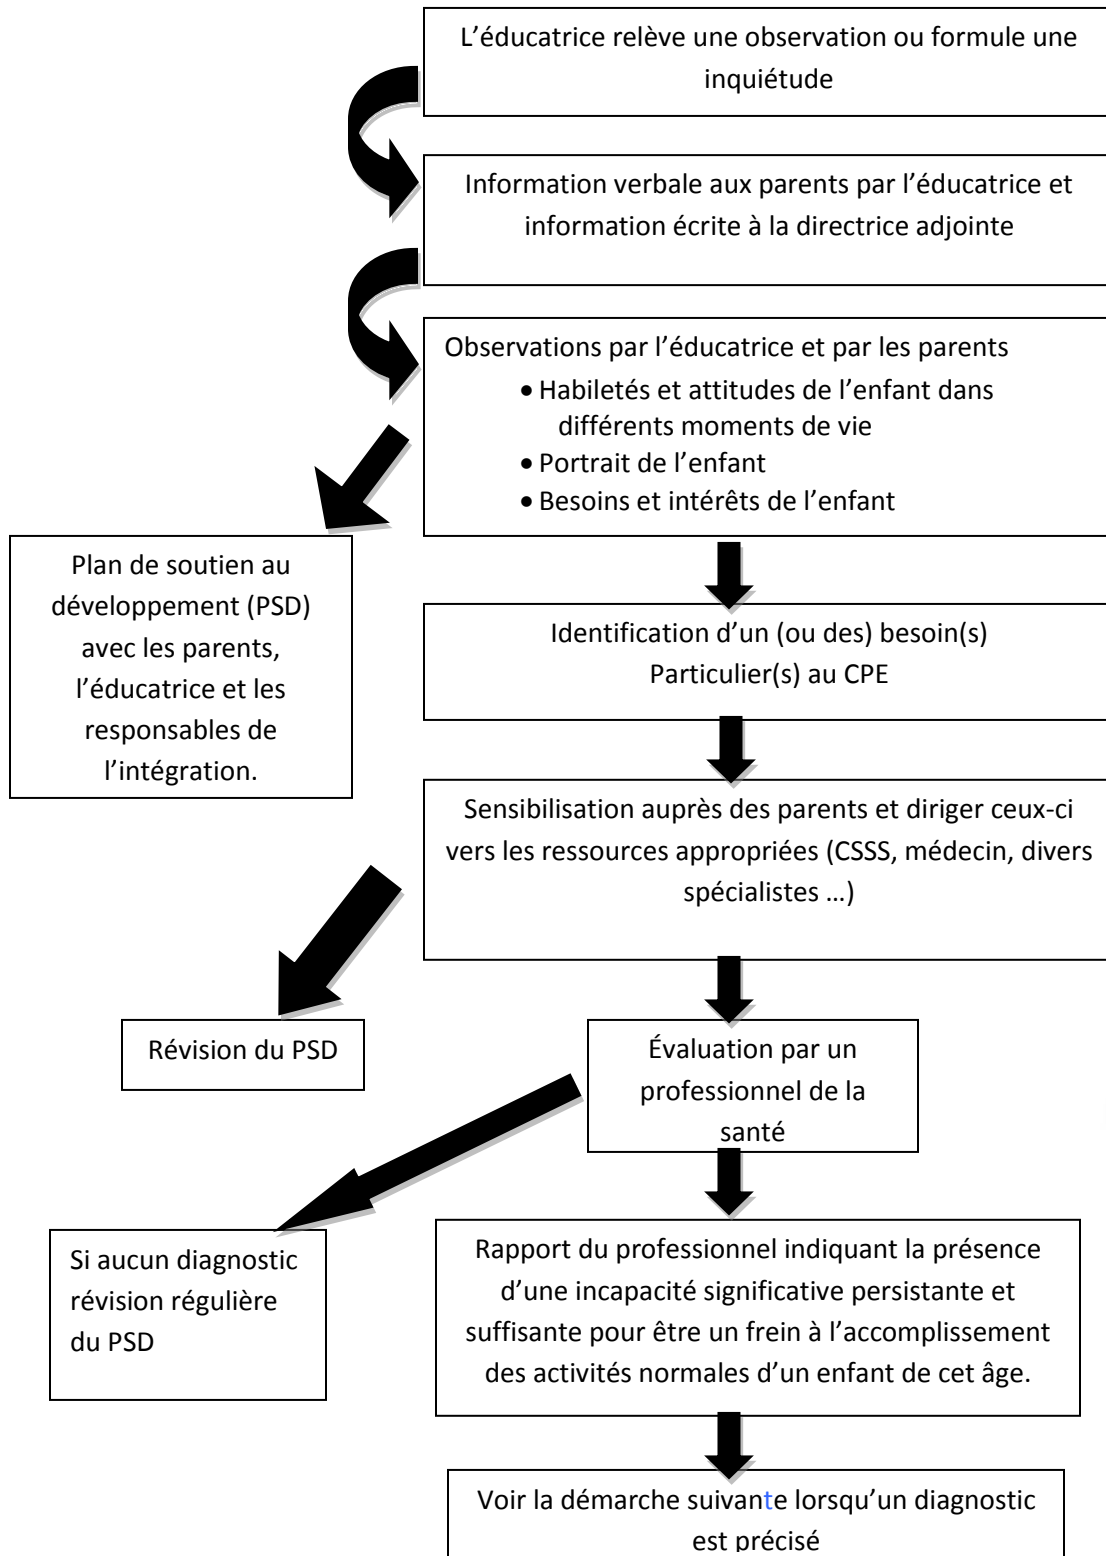 L’éducatrice relève une observation ou formule une
inquiétude
Information verbale aux parents par l’éducatrice et
information écrite à la directrice adjointe
Observations par l’éducatrice et par les parents
• Habiletés et attitudes de l’enfant dans
différents moments de vie
• Portrait de l’enfant
• Besoins et intérêts de l’enfant
Plan de soutien au
développement (PSD)
avec les parents,
l’éducatrice et les
responsables de
l’intégration.
Identification d’un (ou des) besoin(s)
Particulier(s) au CPE
Sensibilisation auprès des parents et diriger ceux-ci
vers les ressources appropriées (CSSS, médecin, divers
spécialistes …)
Révision du PSD
Évaluation par un
professionnel de la
santé
Si aucun diagnostic
révision régulière
du PSD
Rapport du professionnel indiquant la présence
d’une incapacité significative persistante et
suffisante pour être un frein à l’accomplissement
des activités normales d’un enfant de cet âge.
Voir la démarche suivante lorsqu’un diagnostic
est précisé